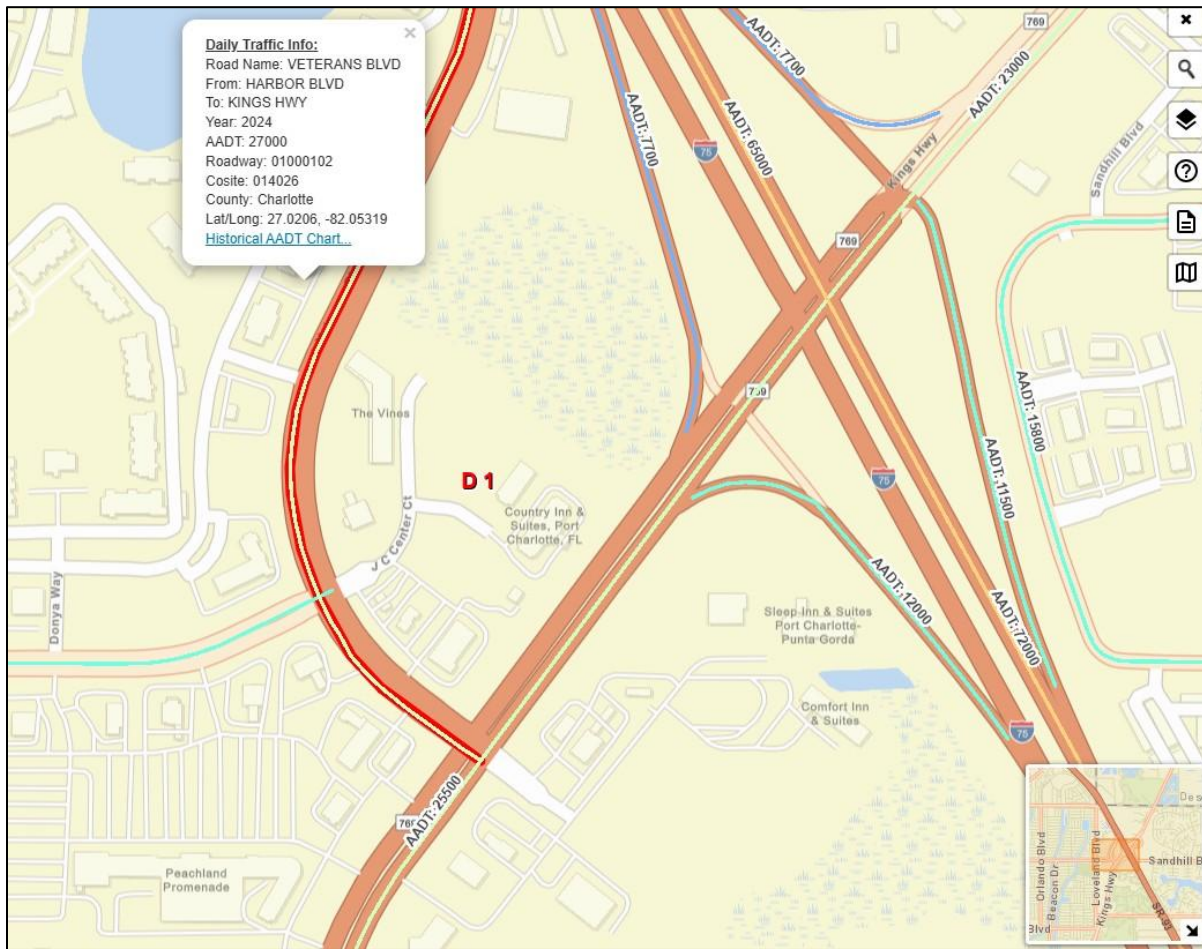 Daily Traffic Info:
Road Name: VETERANS BLVD
From: HARBOR BLVD
To: KINGS HWY
Year: 2024
AADT: 27000
Roadway: 01000102
Cosite: 014026
County: Charlotte
Lat/Long: 27.0206, -82.05319
Historical AADT Chart...
769
AADT: 7700
AADT: 23000
AADT: 7700
AADT: 65000
75
Kings Hwy
Sandhill Blvd
769
769
The Vines
AADT: 15800
AADT: 11500
D 1
75
Country Inn &
Suites, Port
Charlotte, FL
J C Center Ct
Donya Way
AADT: 12000
Sleep Inn & Suites
Port Charlotte-
Punta Gorda
AADT: 72000
Comfort Inn
& Suites
75
AADT: 25500
769
Peachland
Promenade
Des
Orlando Blvd
Beacon Dr
Loveland Blvd
Kings Hwy
Sandhill B
SR-93
Blvd